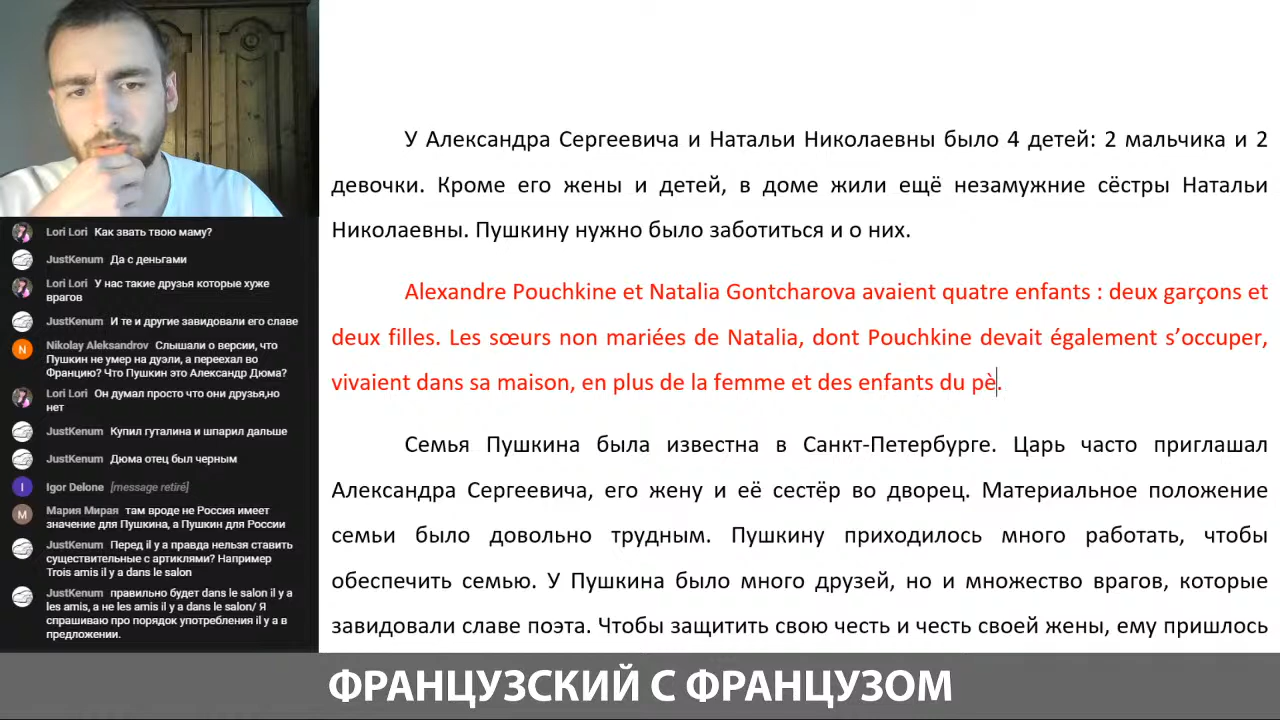 Lori Lori Как звать твою маму?
JustKenum Да с деньгами
Lori Lori У нас такие друзья которые хуже
врагов
JustKenum И те и другие завидовали его славе
Nikolay Aleksandrov Слышали о версии, что
Пушкин не умер на дуэли, а переехал во
Францию? Что Пушкин это Александр Дюма?
Lori Lori Он думал просто что они друзья,но
нет
JustKenum Купил гуталина и шпарил дальше
JustKenum Дюма отец был черным
I
Igor Delone [message retiré]
N
M
Мария Мирая там вроде не Россия имеет
значение для Пушкина, а Пушкин для России
JustKenum Перед il y a правда нельзя ставить
существительные с артиклями? Например
Trois amis il y a dans le salon
JustKenum правильно будет dans le salon il y a
les amis, а не les amis il y a dans le salon/ Я
спрашиваю про порядок употребления il y a в
предложении.
У Александра Сергеевича и Натальи Николаевны было 4 детей: 2 мальчика и 2
девочки. Кроме его жены и детей, в доме жили ещё незамужние сёстры Натальи
Николаевны. Пушкину нужно было заботиться и о них.
Alexandre Pouchkine et Natalia Gontcharova avaient quatre enfants : deux garçons et
deux filles. Les sœurs non mariées de Natalia, dont Pouchkine devait également s’occuper,
vivaient dans sa maison, en plus de la femme et des enfants du pè.
Семья Пушкина была известна в Санкт-Петербурге. Царь часто приглашал
Александра Сергеевича, его жену и её сестёр во дворец. Материальное положение
семьи было довольно трудным. Пушкину приходилось много работать, чтобы
обеспечить семью. У Пушкина было много друзей, но и множество врагов, которые
завидовали славе поэта. Чтобы защитить свою честь и честь своей жены, ему пришлось
ФРАНЦУЗСКИЙ С ФРАНЦУЗОМ